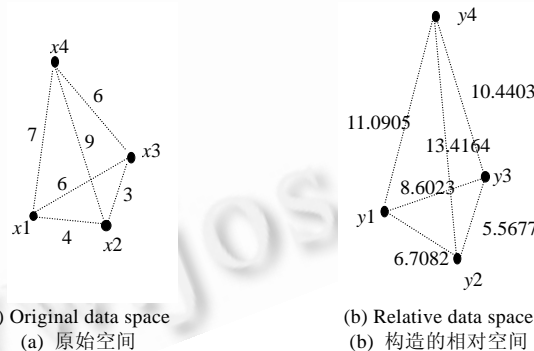 x4
6
7
9
x3
6
3
x1
4
x2
) Original data space
(a) 原始空间
y4
10.4403
11.0905
13.4164
8.6023
y3
y1
5.5677
6.7082
y2
(b) Relative data space
(b) 构造的相对空间